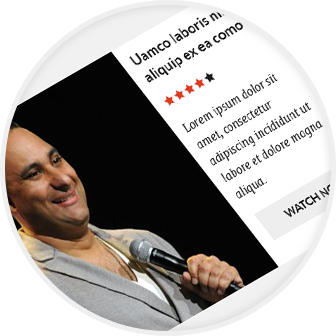 Uamco laboris
aliquip ex ea como
Lorem ipsum dolor sit
amet, consectetur
adipiscing incididunt ut
labore et dolore magna
aliqua.
WATCH